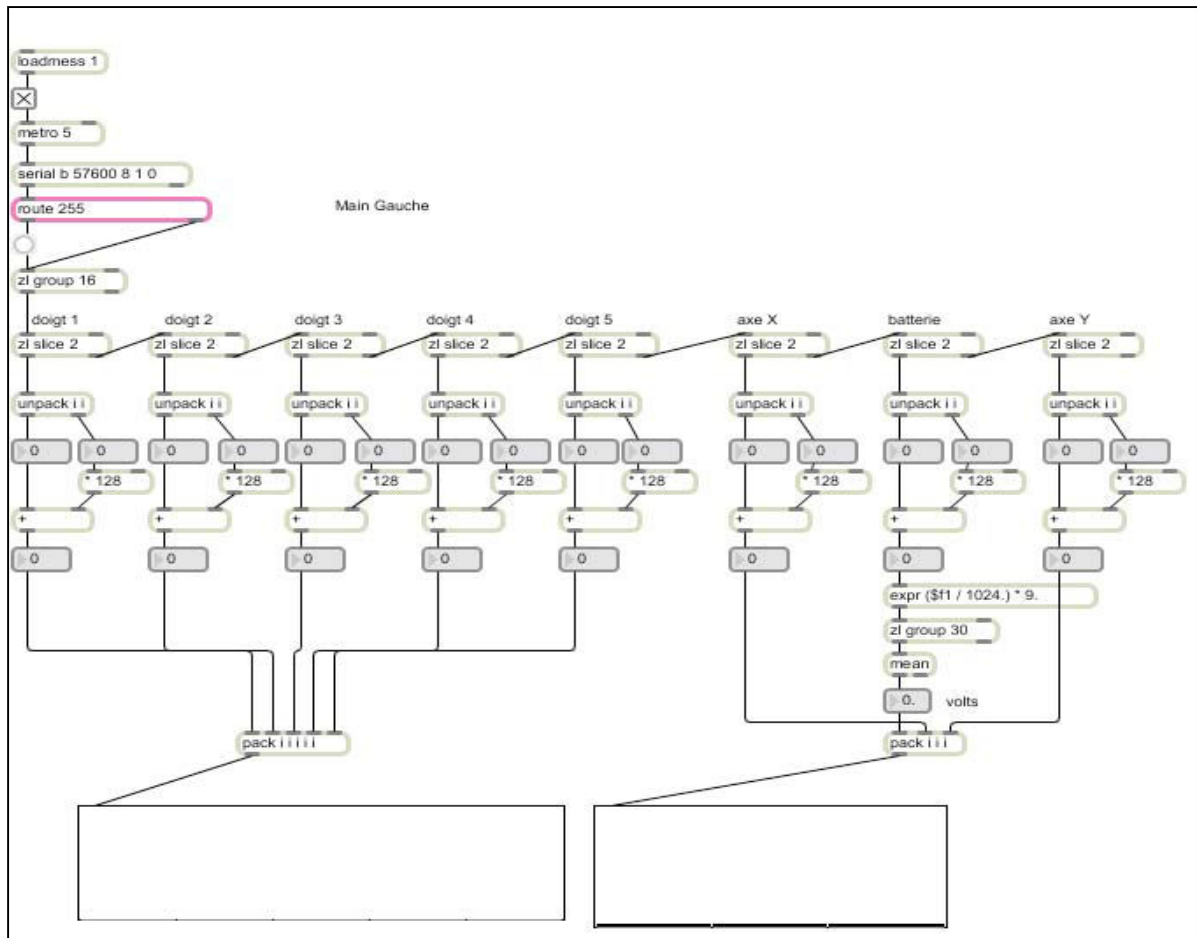 loadmess 1
metro 5
serial b 57600 8 1 0
route 255
Main Gauche
zl group 16
doigt 1 doigt 2 doigt 3 doigt 4 doigt 5 axe X batterie axe Y
zl slice 2 zl slice 2 zl slice 2 zl slice 2 zl slice 2 zl slice 2 zl slice 2 zl slice 2
unpack i i unpack i i unpack i i unpack i i unpack i i unpack i i unpack i i unpack i i
0 0 0 0 0 0 0 0 0 0 0 0 0 0 0 0
* 128 * 128 * 128 * 128 * 128 * 128 * 128 * 128
+ + + + + + + +
0 0 0 0 0 0 0 0
expr ($f1 / 1024.) * 9.
zl group 30
mean
0. volts
pack i i i i i pack i i i